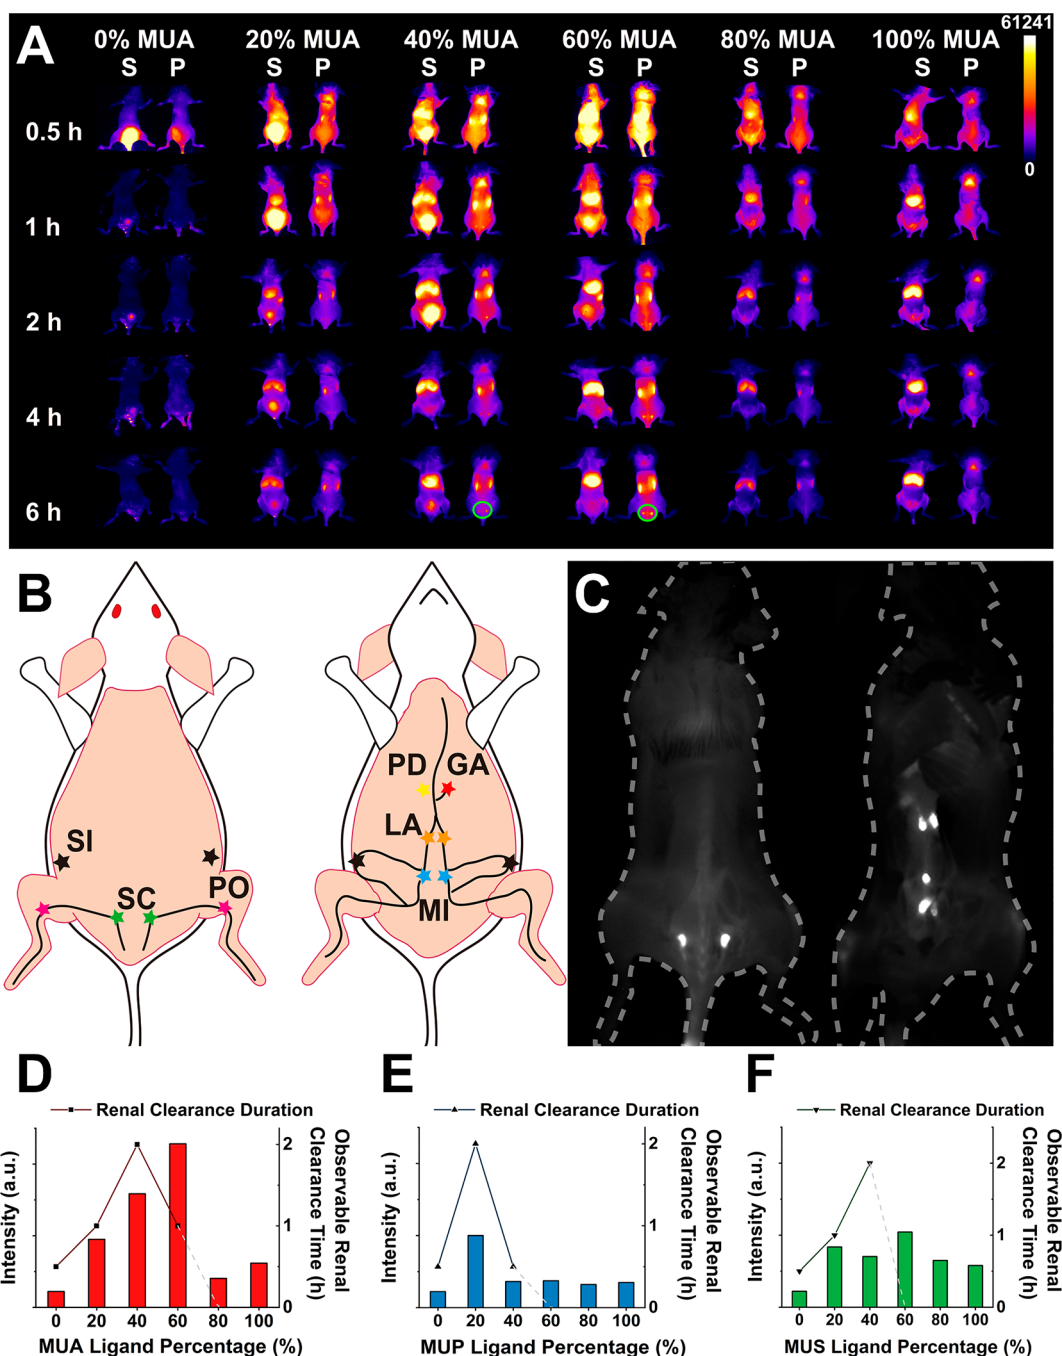 A
0% MUA 20% MUA 40% MUA 60% MUA 80% MUA 100% MUA
61241
S P S P S P S P S P S P
0.5 h
0
1 h
2 h
4 h
6 h
B
C
PD GA
LA
SI
PO
SC
MI
D
Renal Clearance Duration
Intensity (a.u.)
Observable Renal
Clearance Time (h)
2
1
0
0 20 40 60 80 100
MUA Ligand Percentage (%)
E
Renal Clearance Duration
Intensity (a.u.)
Observable Renal
Clearance Time (h)
2
1
0
0 20 40 60 80 100
MUP Ligand Percentage (%)
F
Renal Clearance Duration
Intensity (a.u.)
Observable Renal
Clearance Time (h)
2
1
0
0 20 40 60 80 100
MUS Ligand Percentage (%)